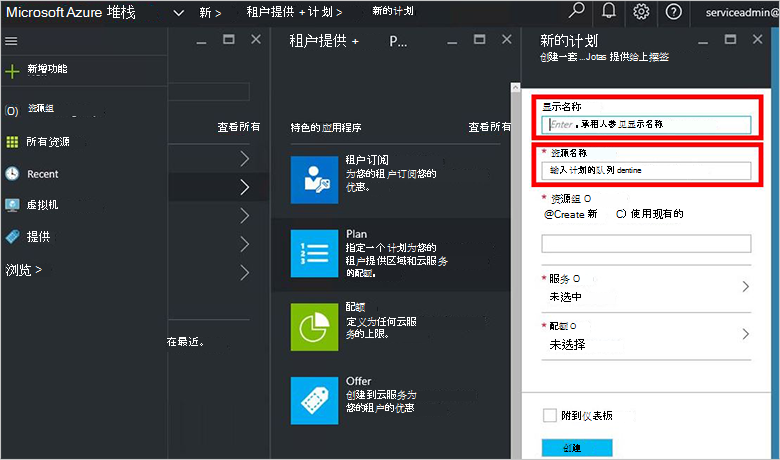 Microsoft Azure 堆栈
新 >
租户提供 + 计划 >
新的计划
serviceadmin@
新增功能
资源组
所有资源
Recent
虚拟机
提供
浏览 >
查看所有
在最近。
租户提供 +
P...
特色的应用程序
查看所有
租户订阅
为您的租户订阅您的
优惠。
Plan
指定一个计划为您的
租户提供区域和云服务
的配额。
配额
定义为任何云服
务的上限。
Offer
创建到云服务为
您的租户的优惠
新的计划
创建一套 ...Jotas 提供给上
显示名称
Enter , 承租人参见显示名称
* 资源名称
输入计划的队列 dentine
* 资源组 O
@Create 新 C) 使用现有的
* 服务 O
未选中
* 配额 O
未选择
附到仪表板
创建